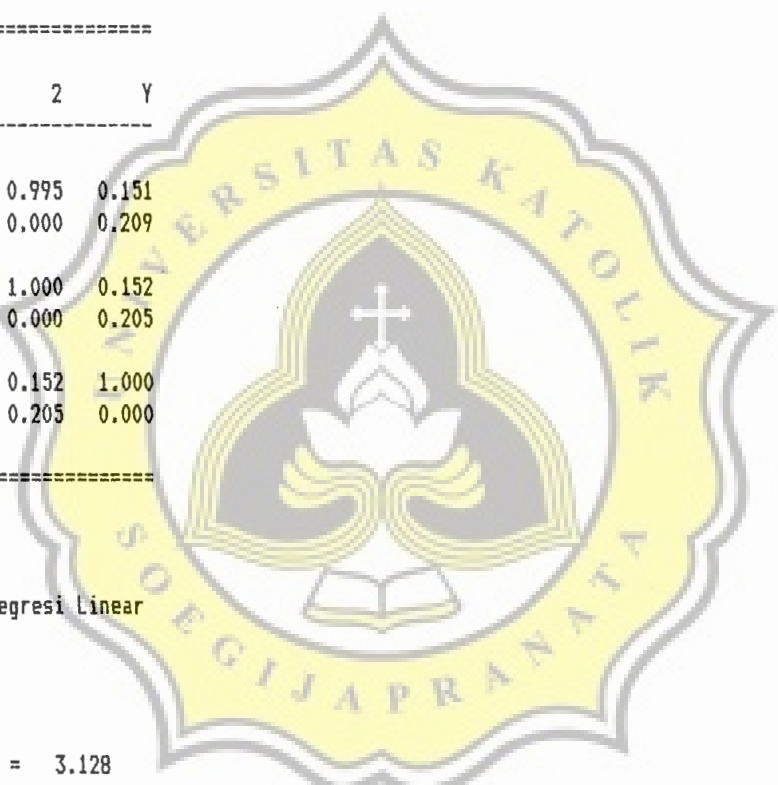 ==============
2 Y
--------------
0.995 0.151
0.000 0.209
1.000 0.152
0.000 0.205
0.152 1.000
0.205 0.000
==============
egresi Linear
= 3.128
UNIVERSITAS KATOLIK
SOEGIJAPRANATA